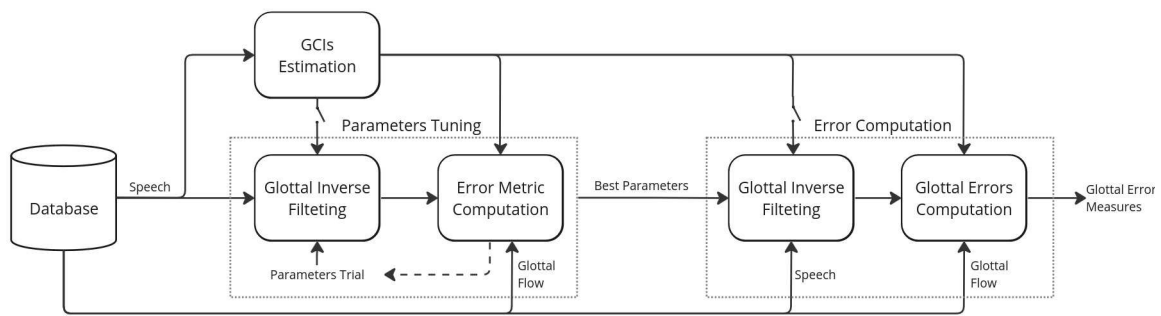 GCIs
Estimation
Parameters Tuning
Error Computation
Database
Speech
Glottal Inverse
Filteting
Error Metric
Computation
Best Parameters
Glottal Inverse
Filteting
Glottal Errors
Computation
Glottal Error
Measures
Parameters Trial
Glottal
Flow
Speech
Glottal
Flow